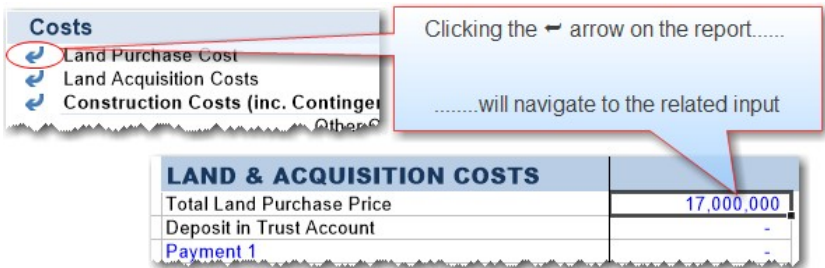 Costs
Land Purchase Cost
Land Acquisition Costs
Construction Costs (inc. Continger
Other
Clicking the ⬅ arrow on the report......
........will navigate to the related input
LAND & ACQUISITION COSTS
Total Land Purchase Price 17,000,000
Deposit in Trust Account -
Payment 1 -